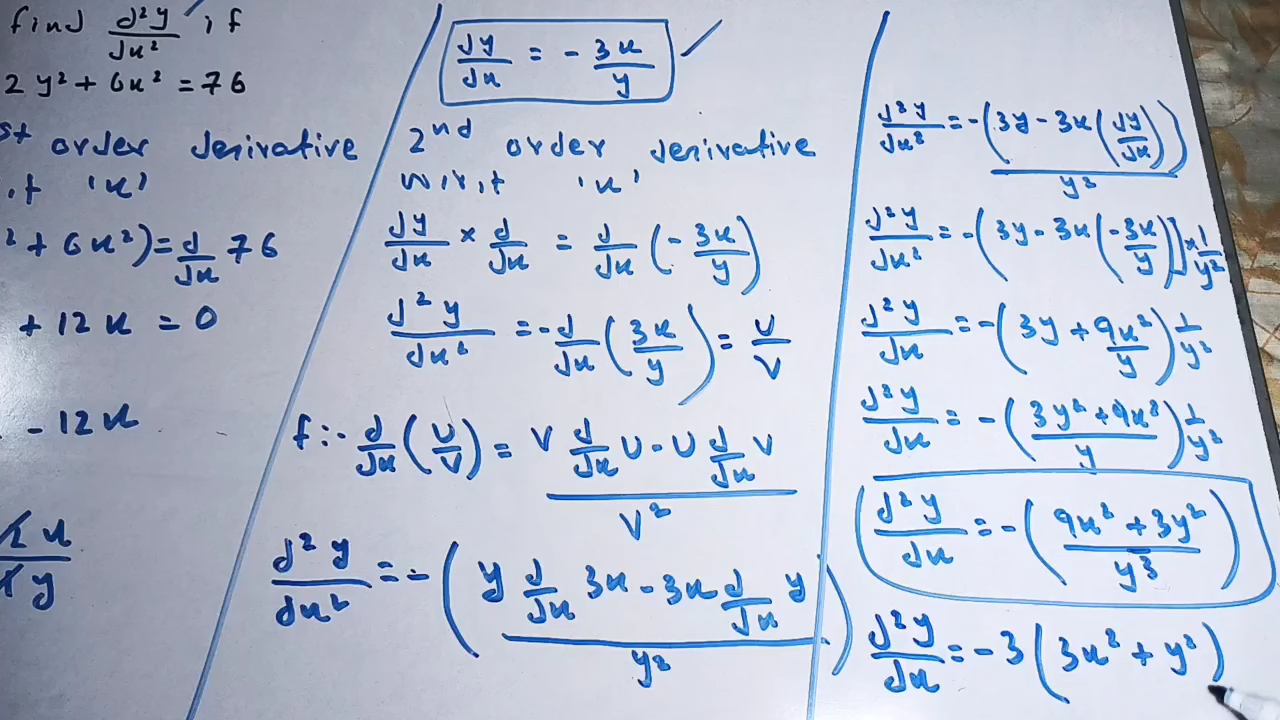 find d²y/dx² if
2y² + 6x² = 76
st order derivative
.t 'x'
² + 6x²) = d/dx 76
+ 12x = 0
- 12x
2x/y
dy/dx = - 3x/y
2nd order derivative
w.r.t 'x'
dy/dx × d/dx = d/dx (- 3x/y)
d²y/dx² = - d/dx (3x/y) = U/V
f:- d/dx (U/V) = (V d/dx U - U d/dx V)/V²
d²y/dx² = - (y d/dx 3x - 3x d/dx y)/y²
d²y/dx² = - (3y - 3x (dy/dx))/y²
d²y/dx² = - (3y - 3x (-3x/y)] × 1/y²
d²y/dx = - (3y + 9x²/y) 1/y²
d²y/dx = - ((3y² + 9x²)/y) 1/y²
d²y/dx = - ((9x² + 3y²)/y³)
d²y/dx = - 3 (3x² + y²)